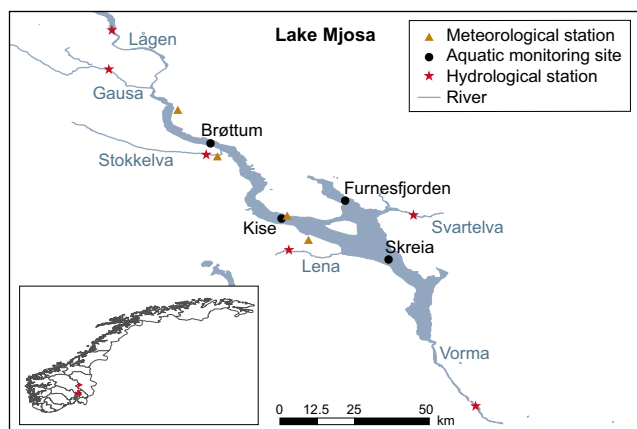 Lake Mjosa
Meteorological station
Aquatic monitoring site
Hydrological station
River
Lågen
Gausa
Brøttum
Stokkelva
Furnesfjorden
Kise
Svartelva
Skreia
Lena
Vorma
0 12.5 25 50
km